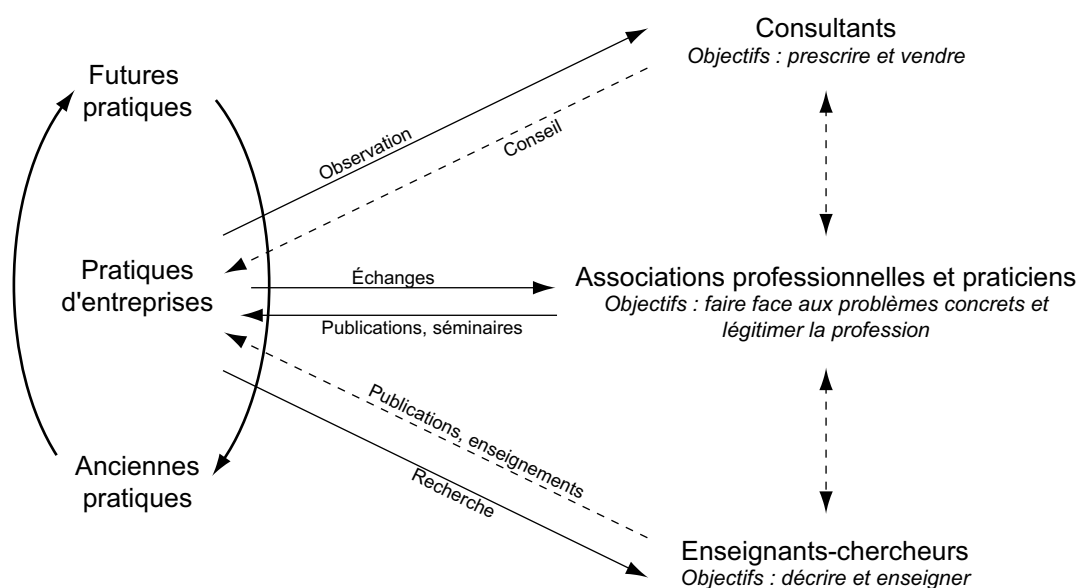 Consultants
Objectifs : prescrire et vendre
Futures
pratiques
Observation
Conseil
Pratiques
d'entreprises
Échanges
Publications, séminaires
Associations professionnelles et praticiens
Objectifs : faire face aux problèmes concrets et
légitimer la profession
Publications, enseignements
Recherche
Anciennes
pratiques
Enseignants-chercheurs
Objectifs : décrire et enseigner